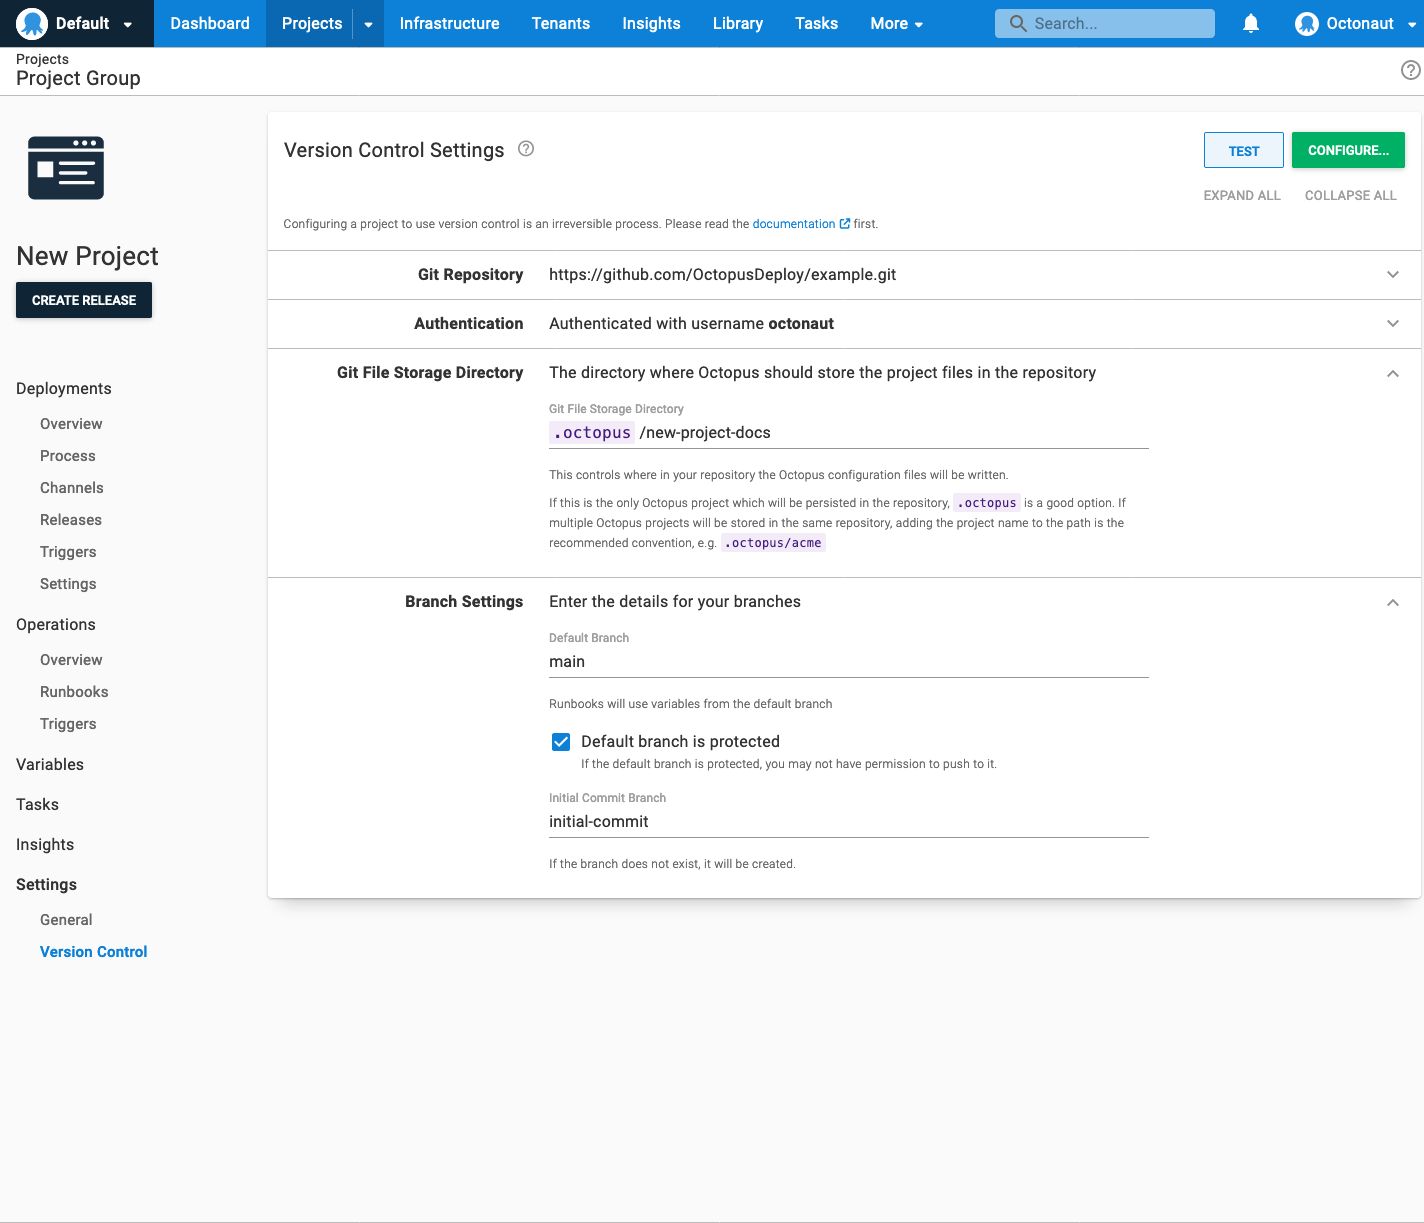 Default Dashboard Projects Infrastructure Tenants Insights Library Tasks More Search... Octonaut
Projects
Project Group
New Project
CREATE RELEASE
Deployments
Overview
Process
Channels
Releases
Triggers
Settings
Operations
Overview
Runbooks
Triggers
Variables
Tasks
Insights
Settings
General
Version Control
Version Control Settings
TEST CONFIGURE...
EXPAND ALL COLLAPSE ALL
Configuring a project to use version control is an irreversible process. Please read the documentation first.
Git Repository https://github.com/OctopusDeploy/example.git
Authentication Authenticated with username octonaut
Git File Storage Directory The directory where Octopus should store the project files in the repository
Git File Storage Directory
.octopus /new-project-docs
This controls where in your repository the Octopus configuration files will be written.
If this is the only Octopus project which will be persisted in the repository, .octopus is a good option. If
multiple Octopus projects will be stored in the same repository, adding the project name to the path is the
recommended convention, e.g. .octopus/acme
Branch Settings Enter the details for your branches
Default Branch
main
Runbooks will use variables from the default branch
Default branch is protected
If the default branch is protected, you may not have permission to push to it.
Initial Commit Branch
initial-commit
If the branch does not exist, it will be created.